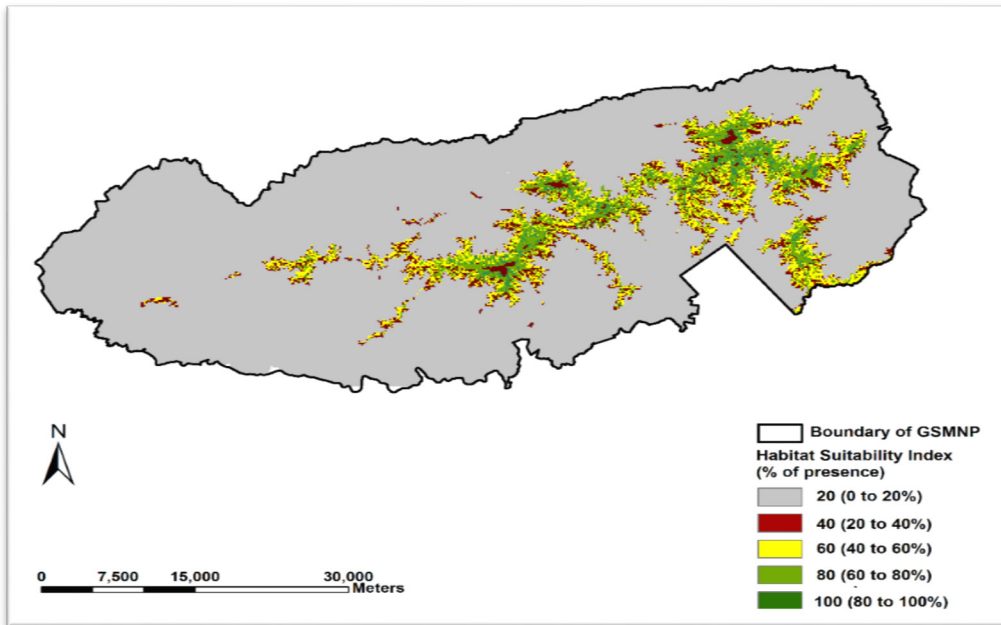 N
0 7,500 15,000 30,000
Meters
Boundary of GSMNP
Habitat Suitability Index
(% of presence)
20 (0 to 20%)
40 (20 to 40%)
60 (40 to 60%)
80 (60 to 80%)
100 (80 to 100%)